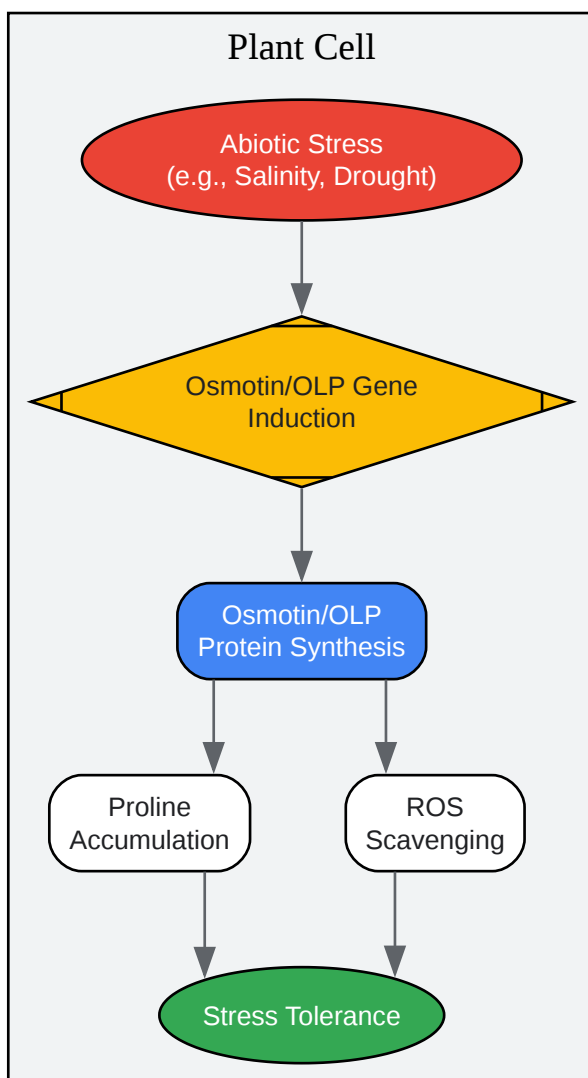 Plant Cell
Abiotic Stress
(e.g., Salinity, Drought)
Osmotin/OLP Gene
Induction
Osmotin/OLP
Protein Synthesis
Proline
Accumulation
ROS
Scavenging
Stress Tolerance